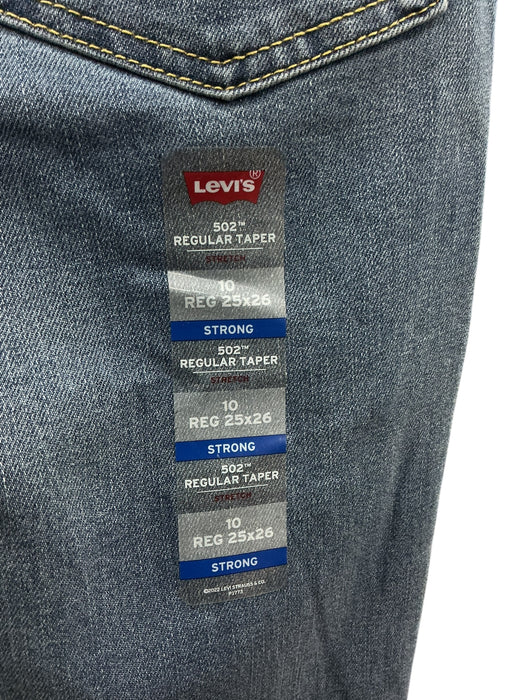 LEVI'S®
502™
REGULAR TAPER
STRETCH
10
REG 25x26
STRONG
502™
REGULAR TAPER
STRETCH
10
REG 25x26
STRONG
502™
REGULAR TAPER
STRETCH
10
REG 25x26
STRONG
©2022 LEVI STRAUSS & CO.
P1773